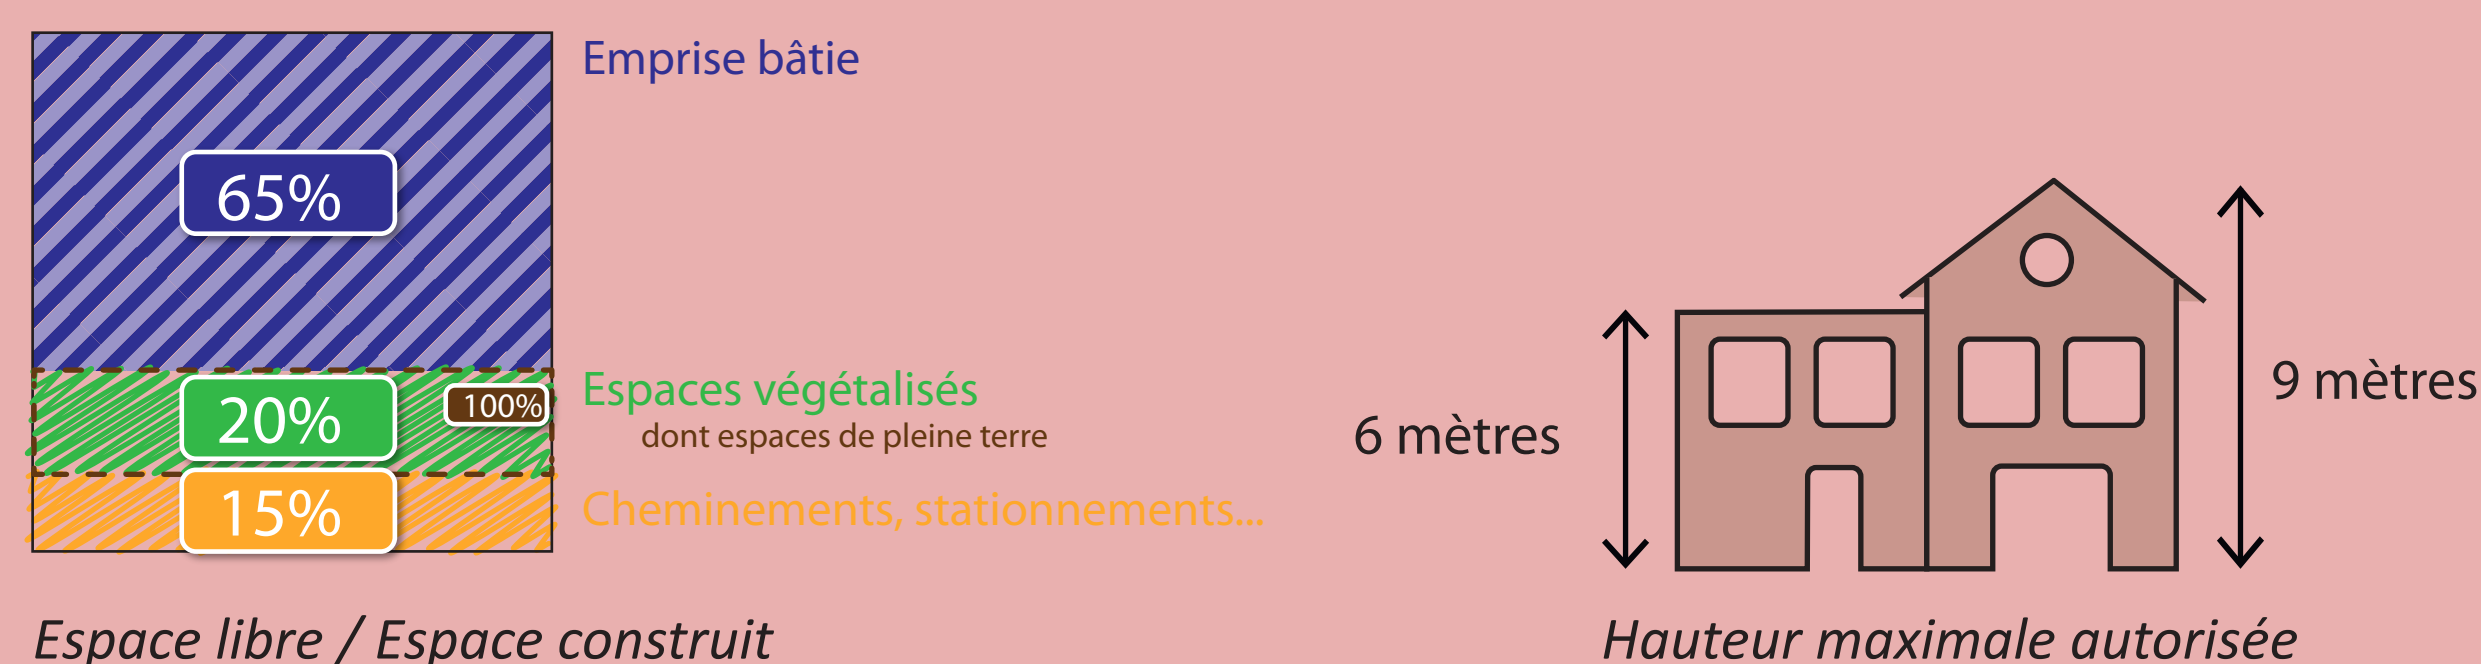 Emprise bâtie
65%
Espaces végétalisés
20%
100%
dont espaces de pleine terre
15%
Cheminements, stationnements...
Espace libre / Espace construit
6 mètres
9 mètres
Hauteur maximale autorisée